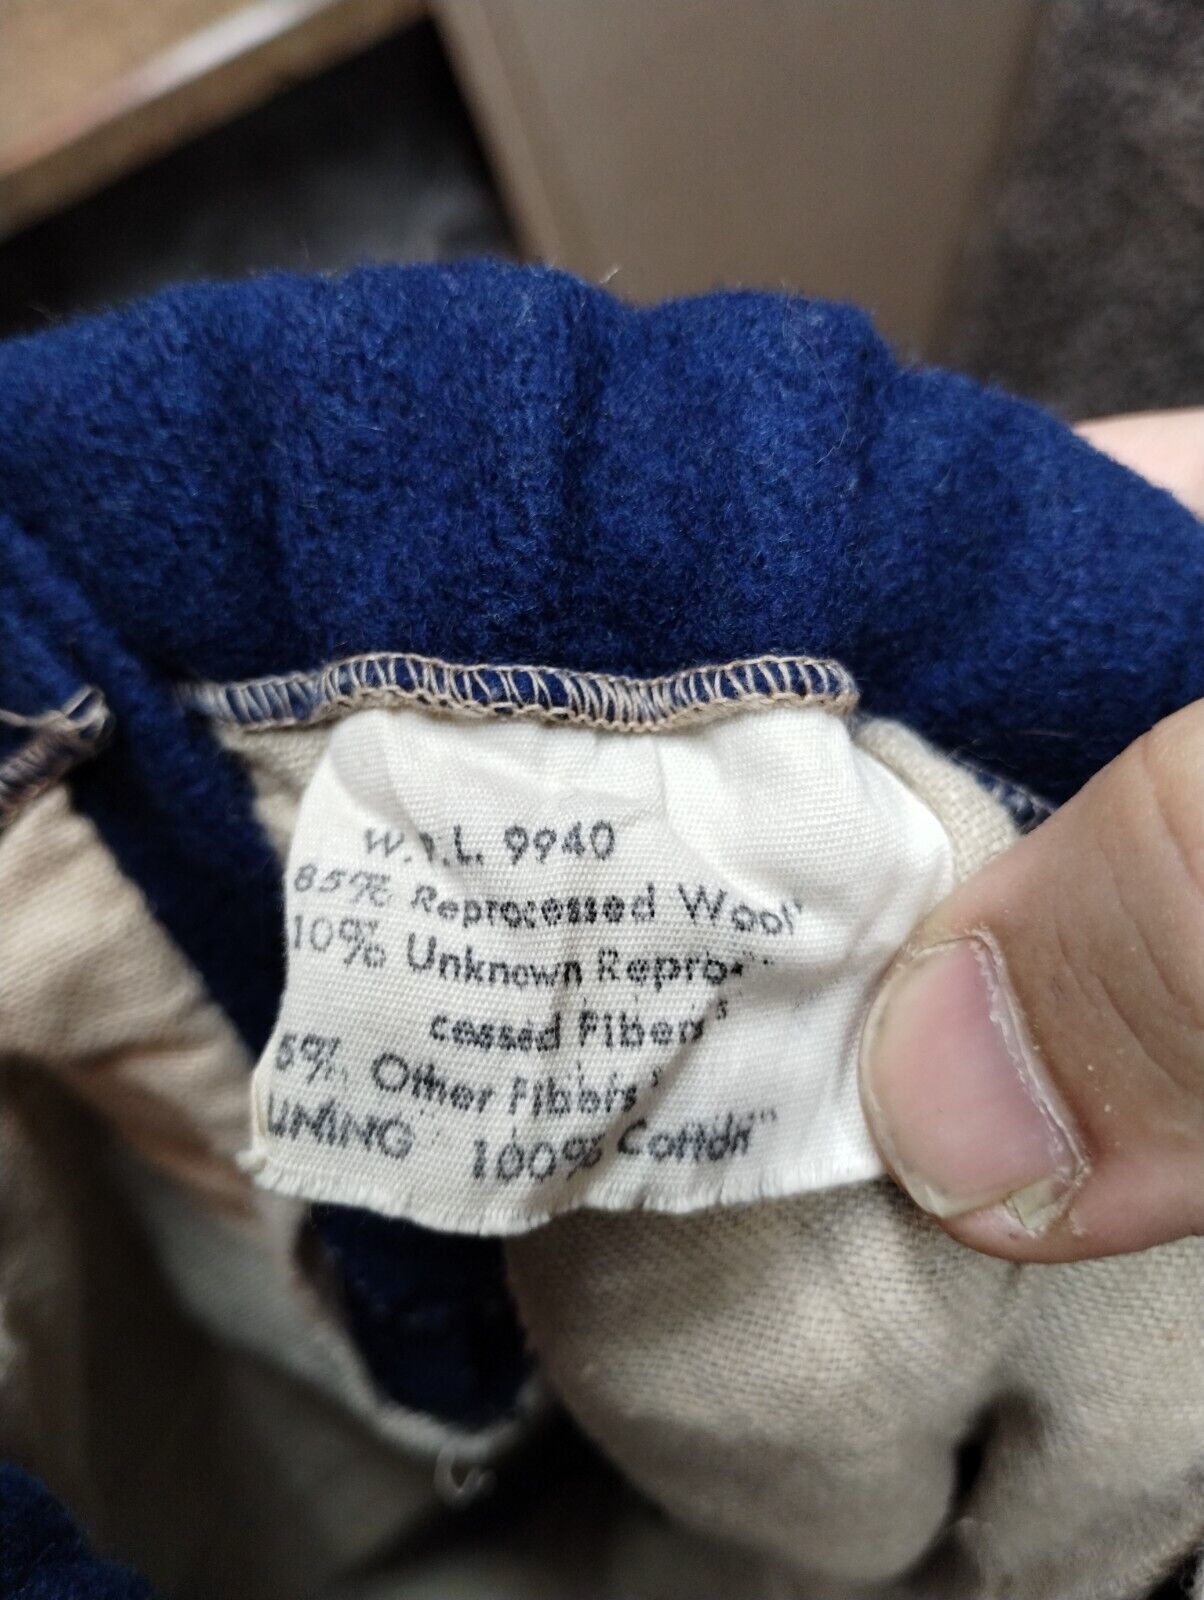 W.P.L. 9940
85% Reprocessed Wool
10% Unknown Repro-
cessed Fibers
5% Other Fibers
LINING 100% Cotton